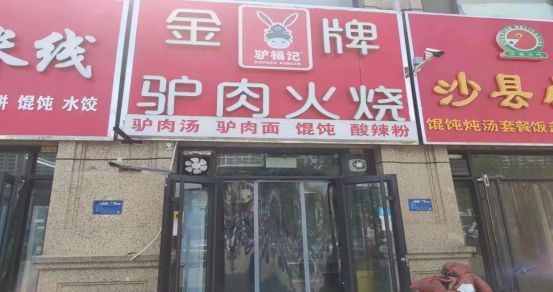 米线
饼 馄饨 水饺
金 牌
驴福记
DONKEY BURGER
驴肉火烧
驴肉汤 驴肉面 馄饨 酸辣粉
沙县
馄饨炖汤套餐饭